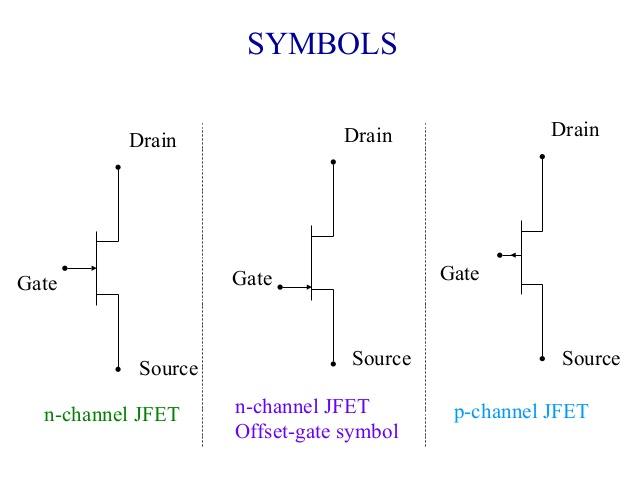 SYMBOLS
Drain
Gate
Source
n-channel JFET
Drain
Gate
Source
n-channel JFET
Offset-gate symbol
Drain
Gate
Source
p-channel JFET